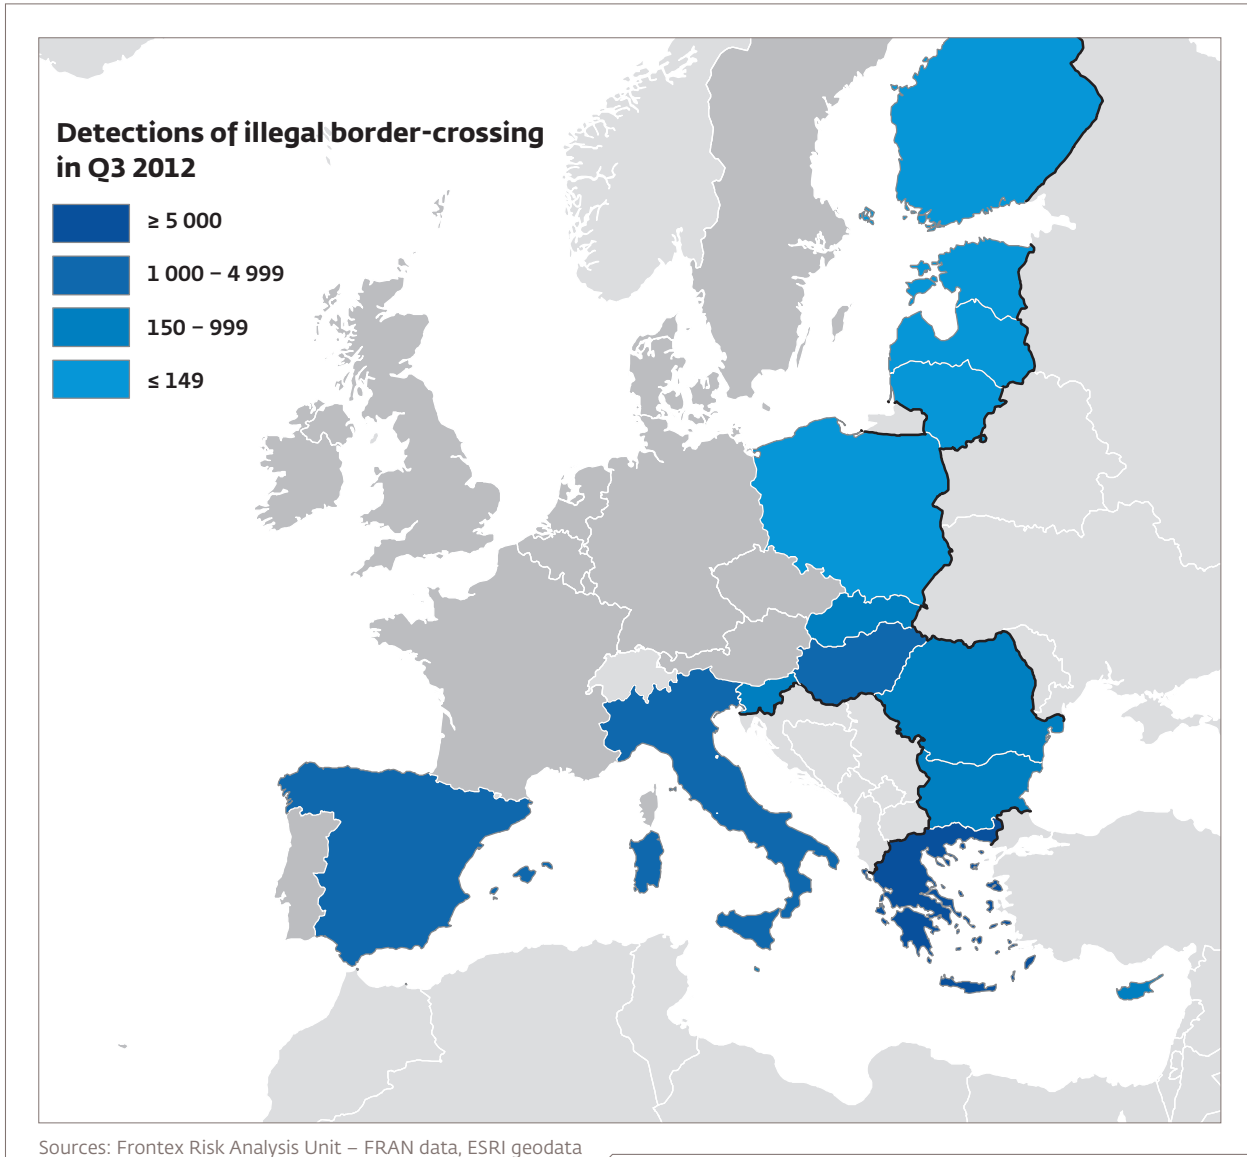 Detections of illegal border-crossing
in Q3 2012
≥ 5 000
1 000 – 4 999
150 – 999
≤ 149
Sources: Frontex Risk Analysis Unit – FRAN data, ESRI geodata